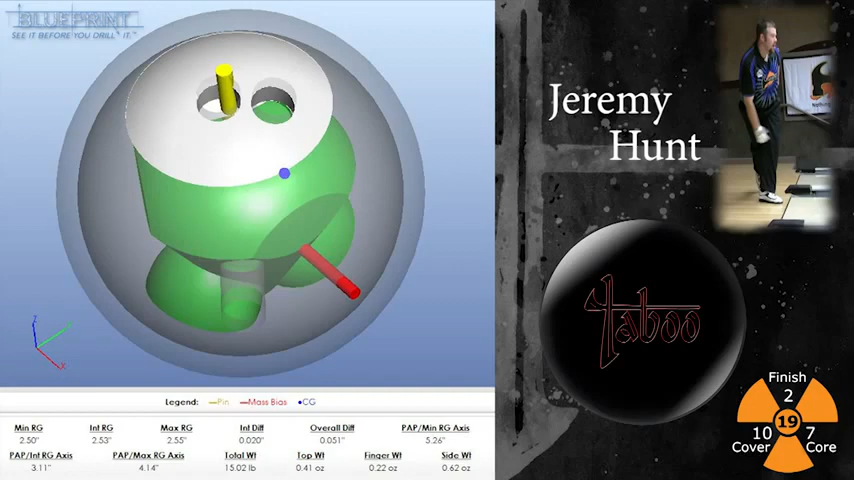 BLUEPRINT
SEE IT BEFORE YOU DRILL IT.™
Jeremy
Hunt
Taboo
Legend: Pin Mass Bias CG
Min RG Int RG Max RG Int Diff Overall Diff PAP/Min RG Axis
2.50" 2.53" 2.55" 0.020" 0.051" 5.26"
PAP/Int RG Axis PAP/Max RG Axis Total Wt Top Wt Finger Wt Side Wt
3.11" 4.14" 15.02 lb 0.41 oz 0.22 oz 0.62 oz
Finish
2
19
10 7
Cover Core